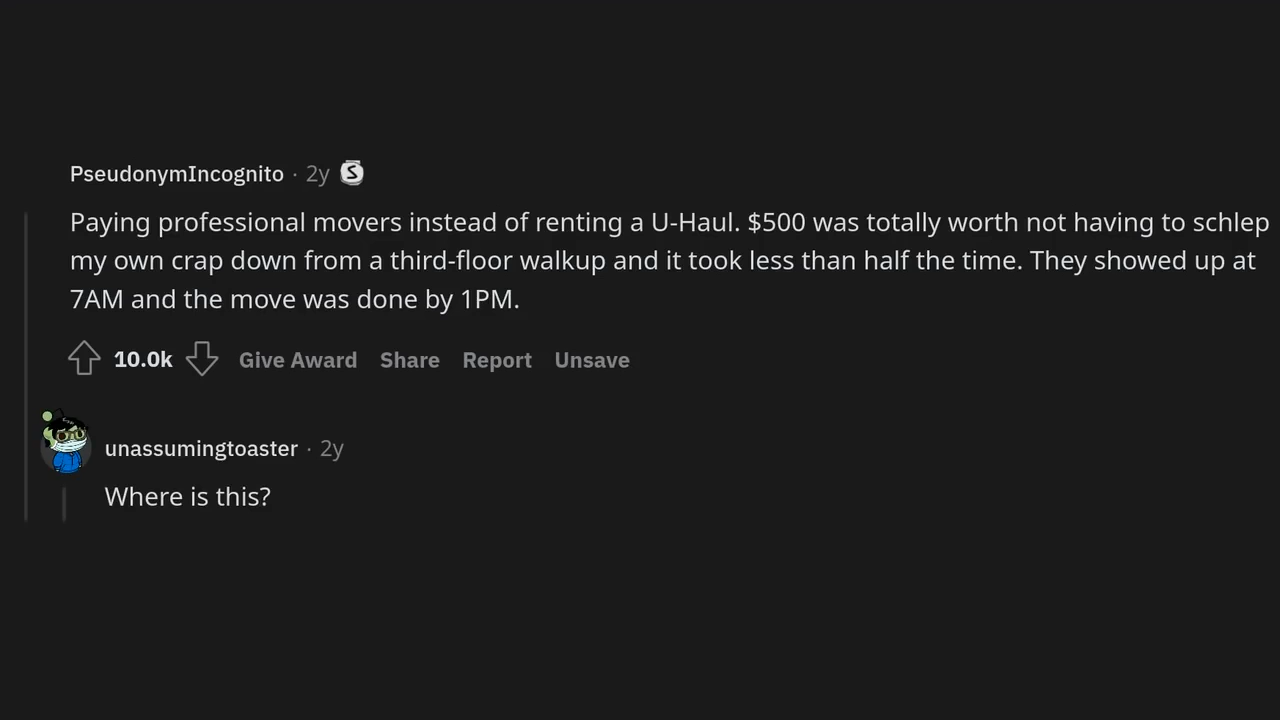 PseudonymIncognito · 2y S
Paying professional movers instead of renting a U-Haul. $500 was totally worth not having to schlep
my own crap down from a third-floor walkup and it took less than half the time. They showed up at
7AM and the move was done by 1PM.
10.0k Give Award Share Report Unsave
unassumingtoaster · 2y
Where is this?